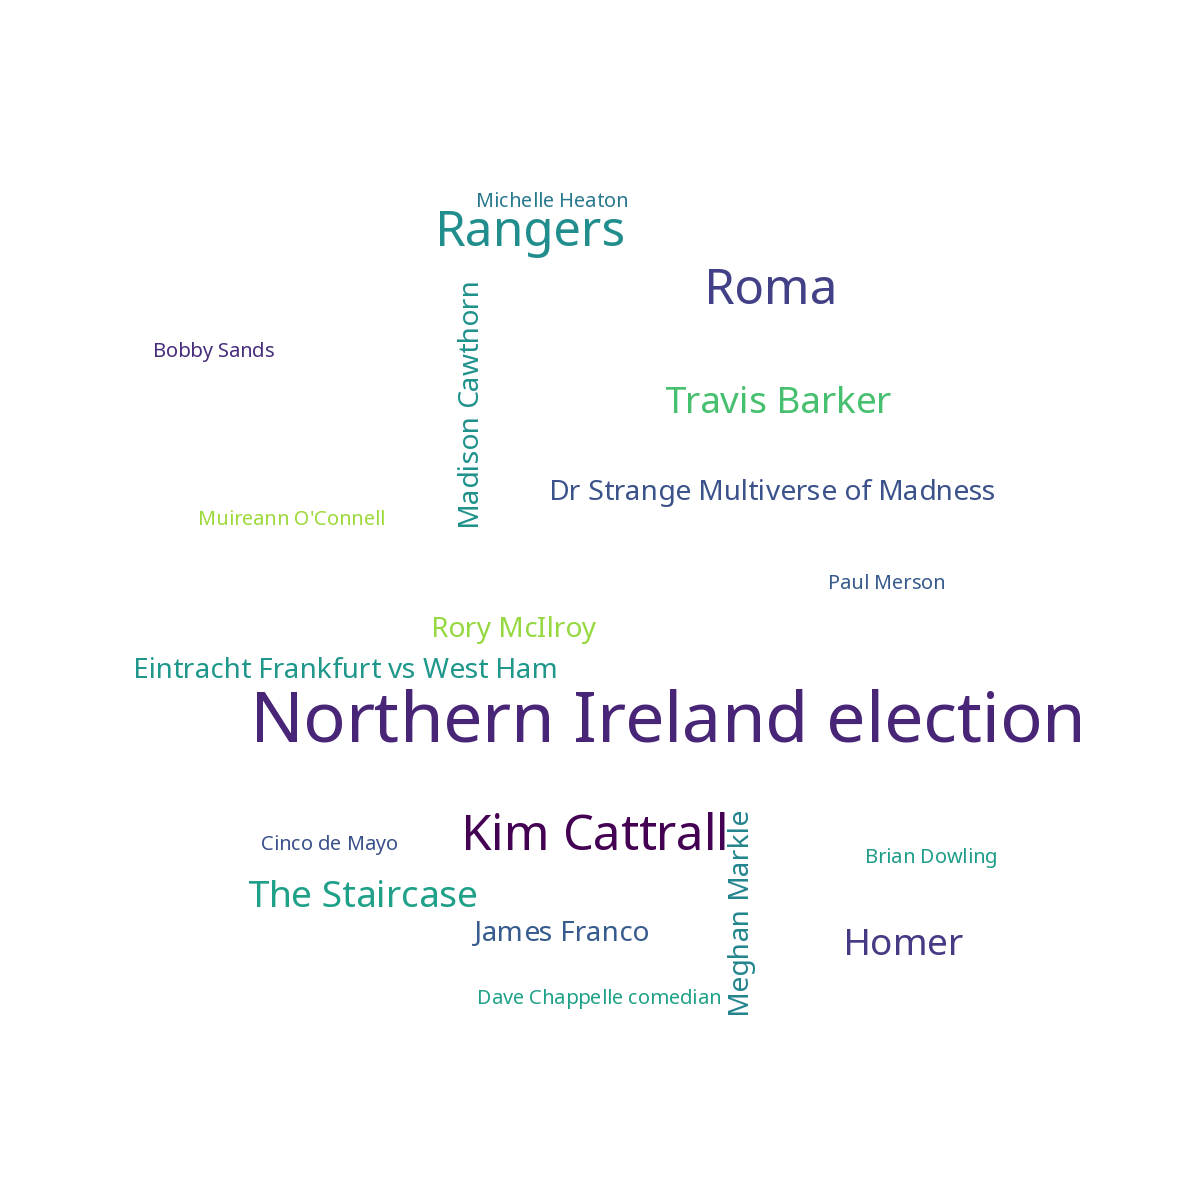 Michelle Heaton
Rangers
Roma
Madison Cawthorn
Bobby Sands
Travis Barker
Dr Strange Multiverse of Madness
Muireann O'Connell
Paul Merson
Rory McIlroy
Eintracht Frankfurt vs West Ham
Northern Ireland election
Kim Cattrall
Meghan Markle
Cinco de Mayo
Brian Dowling
The Staircase
James Franco
Homer
Dave Chappelle comedian